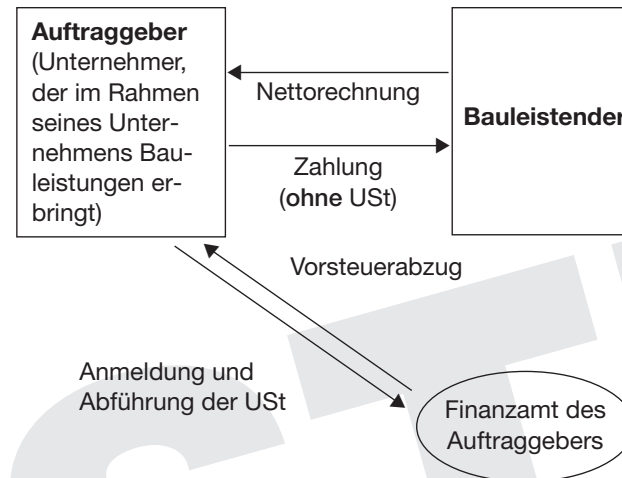 Auftraggeber
(Unternehmer,
der im Rahmen
seines Unter-
nehmens Bau-
leistungen er-
bringt)
Nettorechnung
Zahlung
(ohne USt)
Bauleistender
Vorsteuerabzug
Anmeldung und
Abführung der USt
Finanzamt des
Auftraggebers